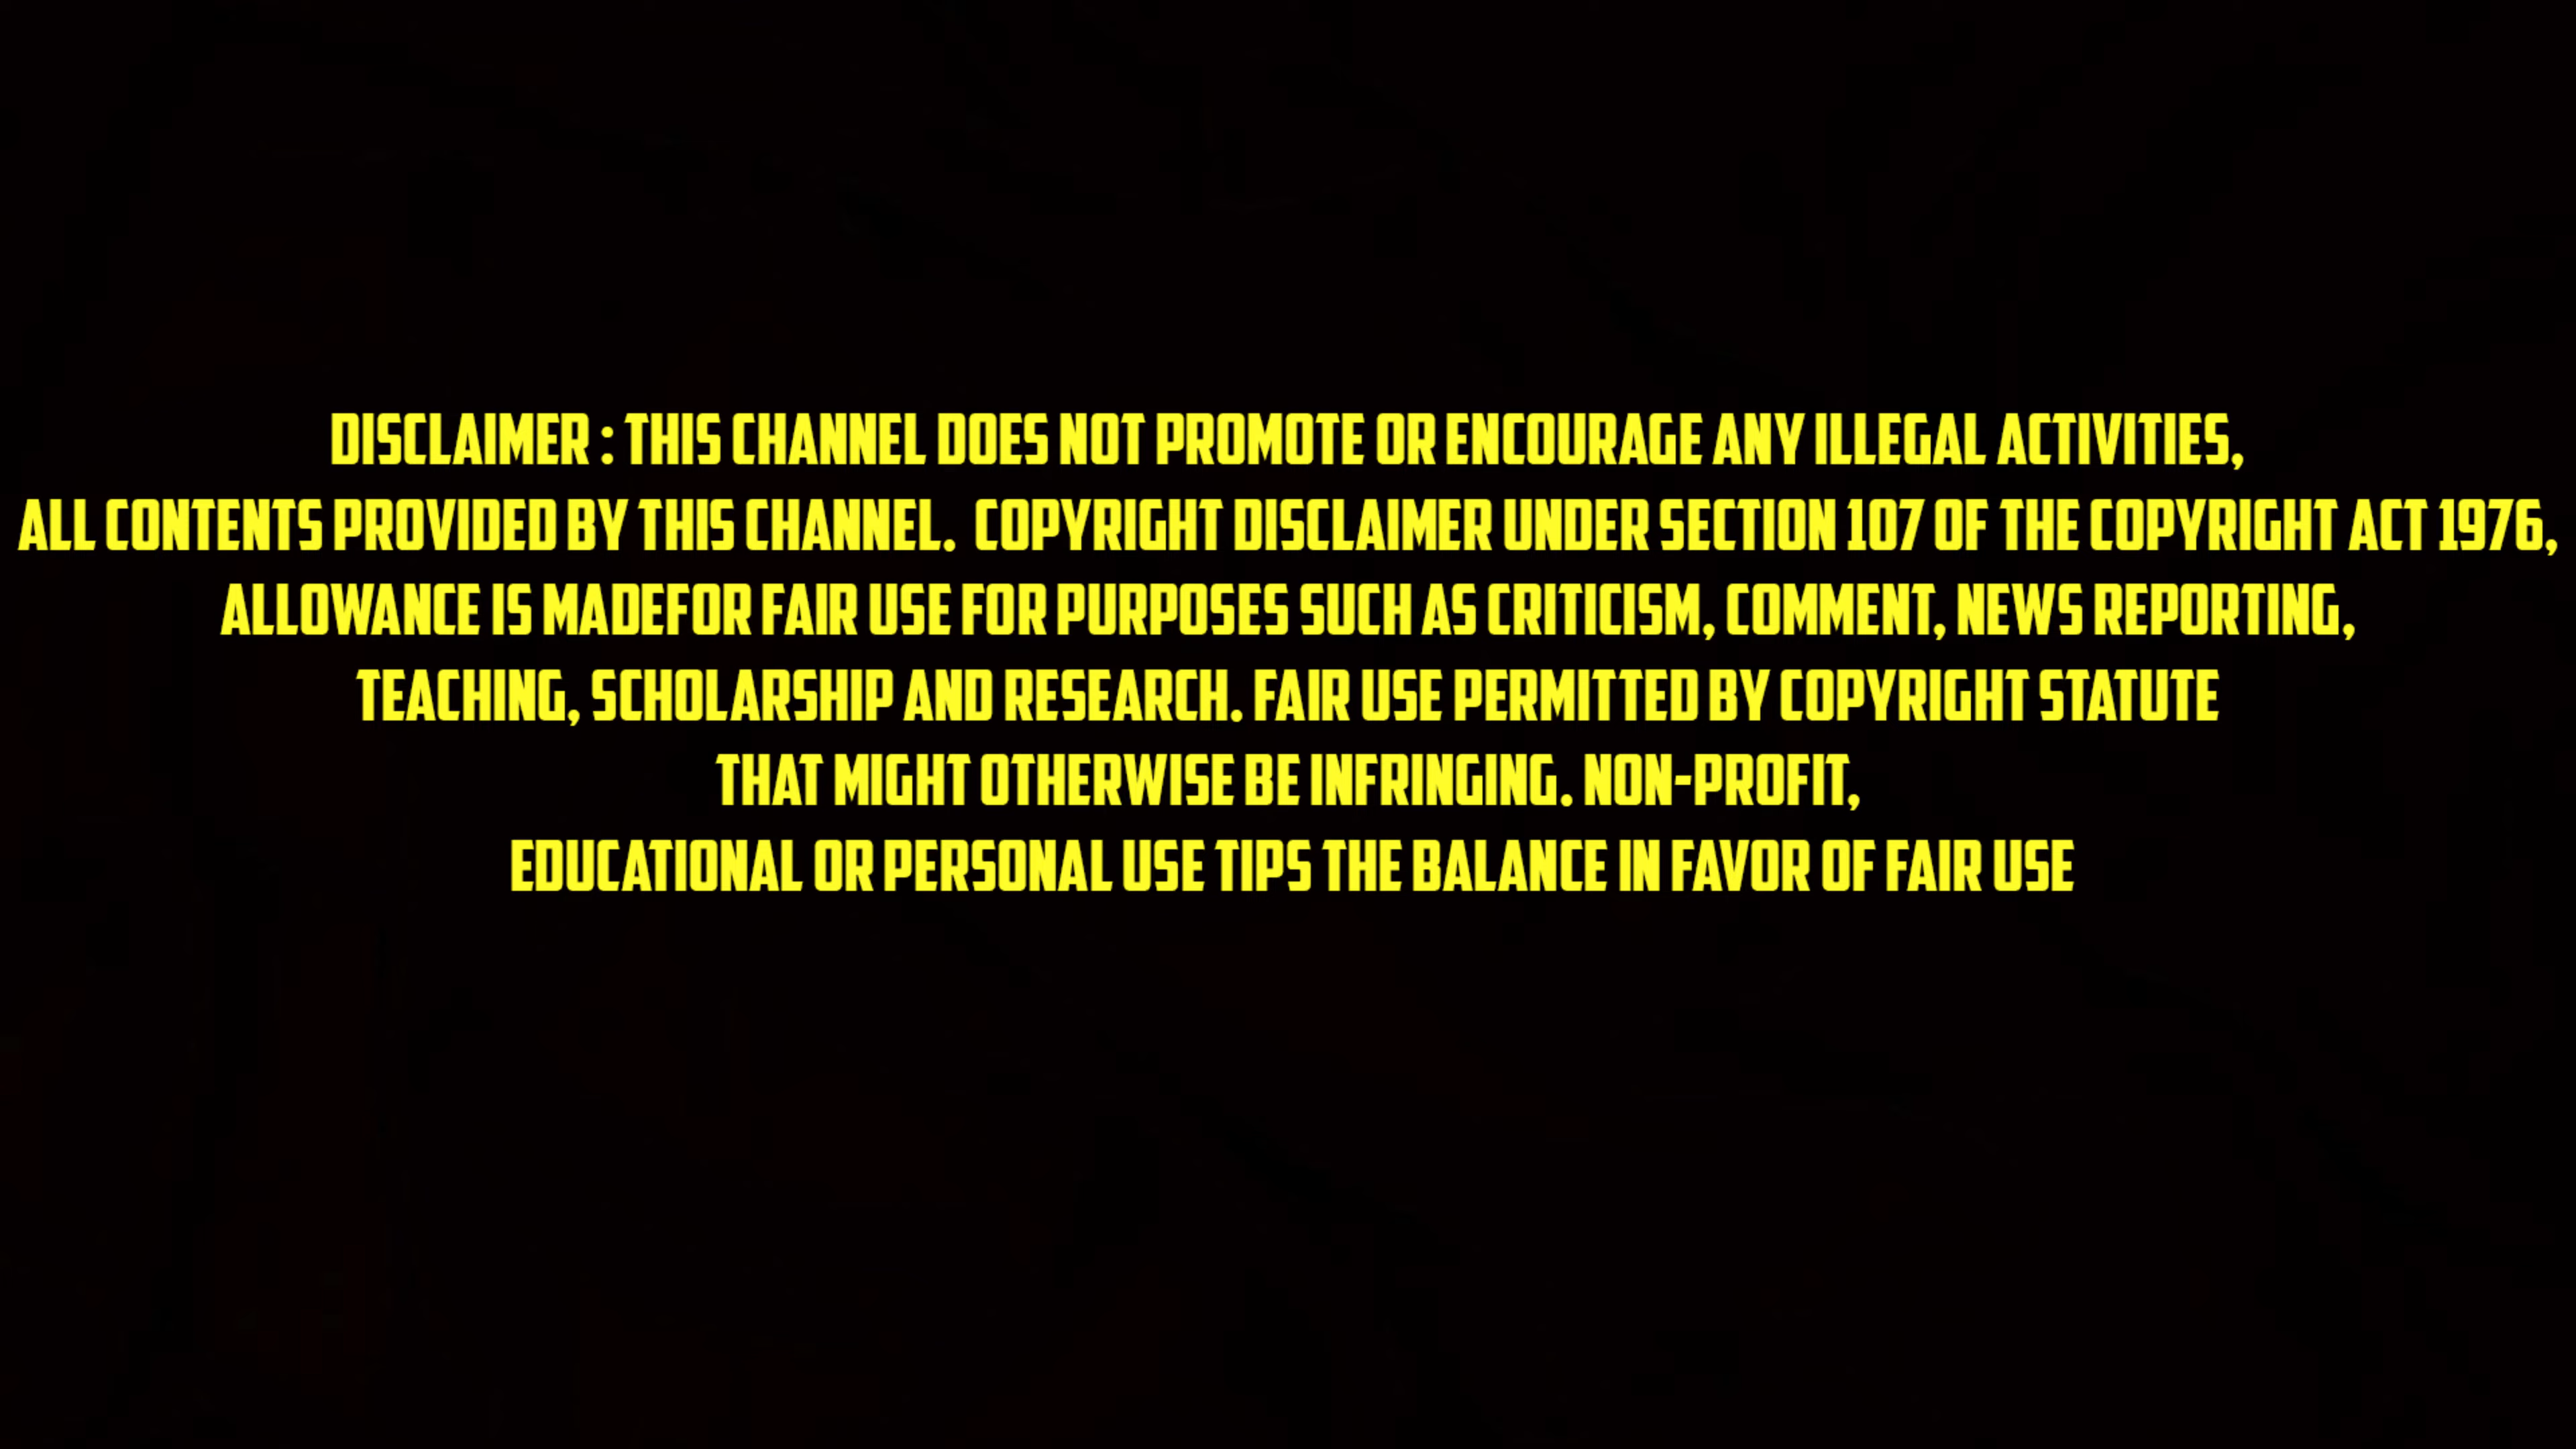 DISCLAIMER : THIS CHANNEL DOES NOT PROMOTE OR ENCOURAGE ANY ILLEGAL ACTIVITIES,
ALL CONTENTS PROVIDED BY THIS CHANNEL. COPYRIGHT DISCLAIMER UNDER SECTION 107 OF THE COPYRIGHT ACT 1976,
ALLOWANCE IS MADEFOR FAIR USE FOR PURPOSES SUCH AS CRITICISM, COMMENT, NEWS REPORTING,
TEACHING, SCHOLARSHIP AND RESEARCH. FAIR USE PERMITTED BY COPYRIGHT STATUTE
THAT MIGHT OTHERWISE BE INFRINGING. NON-PROFIT,
EDUCATIONAL OR PERSONAL USE TIPS THE BALANCE IN FAVOR OF FAIR USE